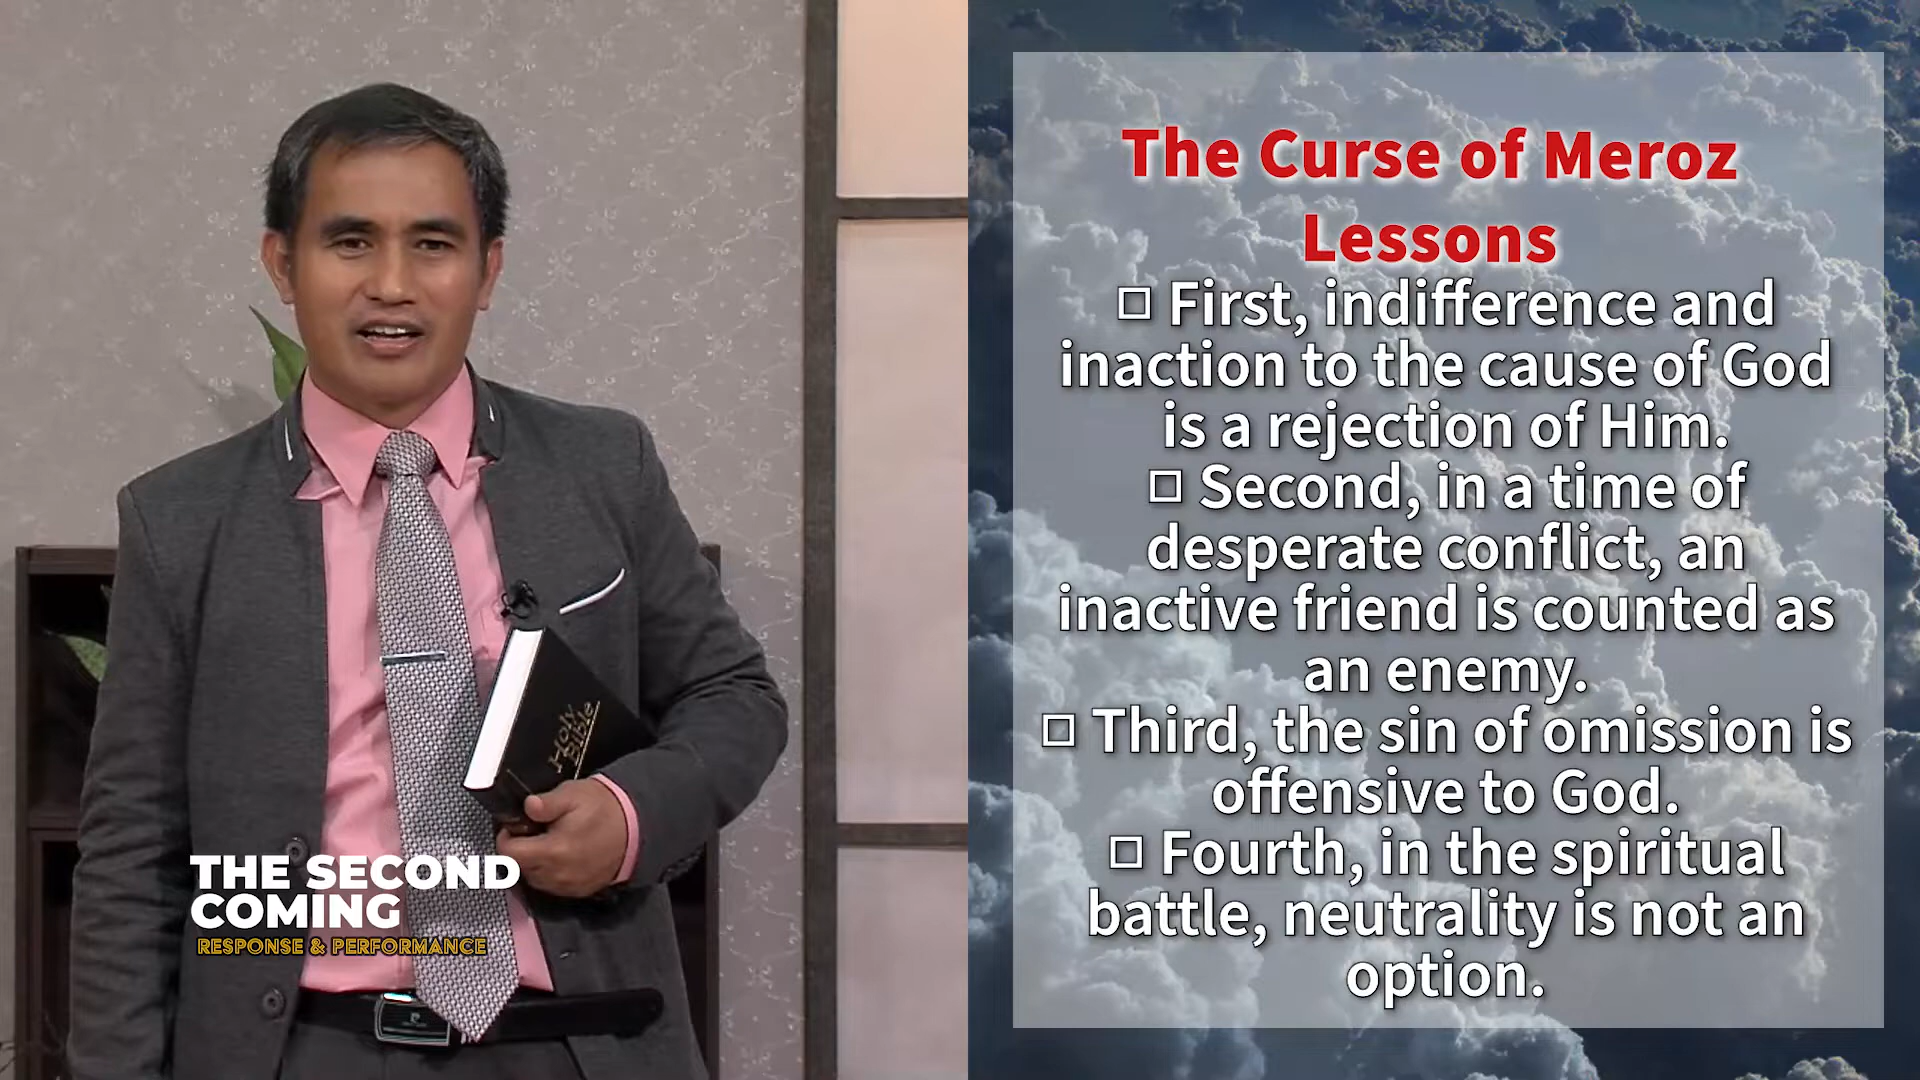 The Curse of Meroz
Lessons
□ First, indifference and
inaction to the cause of God
is a rejection of Him.
□ Second, in a time of
desperate conflict, an
inactive friend is counted as
an enemy.
□ Third, the sin of omission is
offensive to God.
□ Fourth, in the spiritual
battle, neutrality is not an
option.
Holy
Bible
THE SECOND
COMING
RESPONSE & PERFORMANCE